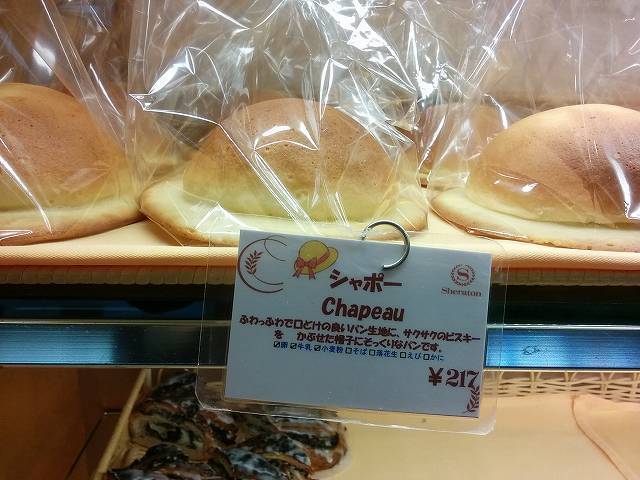 シャポー
Sheraton
Chapeau
ふわっふわで口どけの良いパン生地に、サクサクのビスキー
を かぶせた帽子にそっくりなパンです。
☑卵 ☑牛乳 ☑小麦粉 □そば □落花生 □えび □かに
¥217